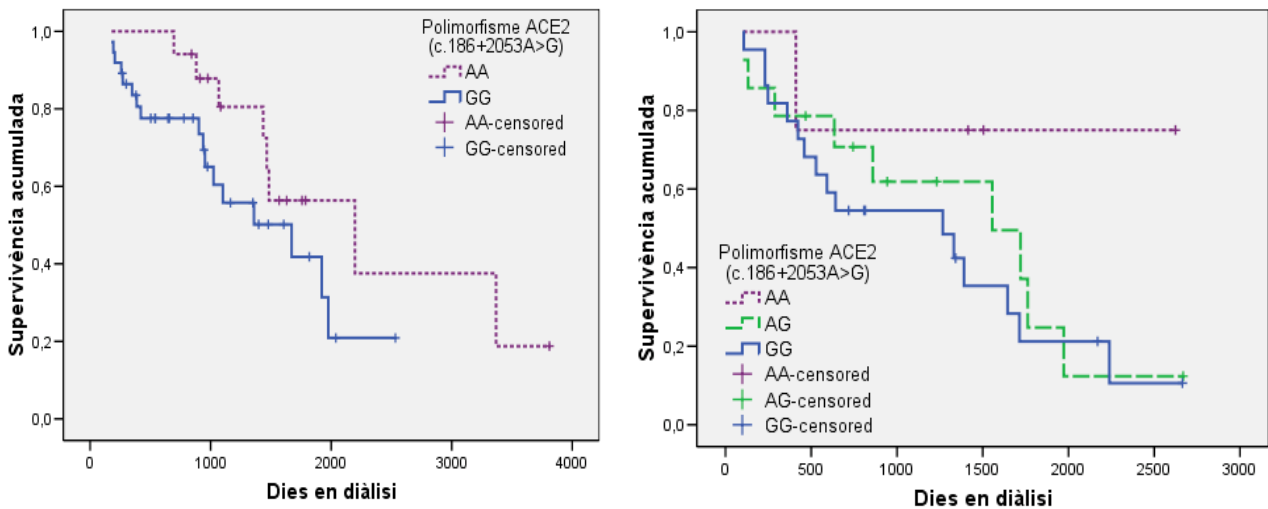 Supervivència acumulada
1,0
0,8
0,6
0,4
0,2
0,0
Polimorfisme ACE2
(c.186+2053A>G)
AA
GG
AA-censored
GG-censored
0 1000 2000 3000 4000
Dies en diàlisi
Supervivència acumulada
1,0
0,8
0,6
0,4
0,2
0,0
Polimorfisme ACE2
(c.186+2053A>G)
AA
AG
GG
AA-censored
AG-censored
GG-censored
0 500 1000 1500 2000 2500 3000
Dies en diàlisi